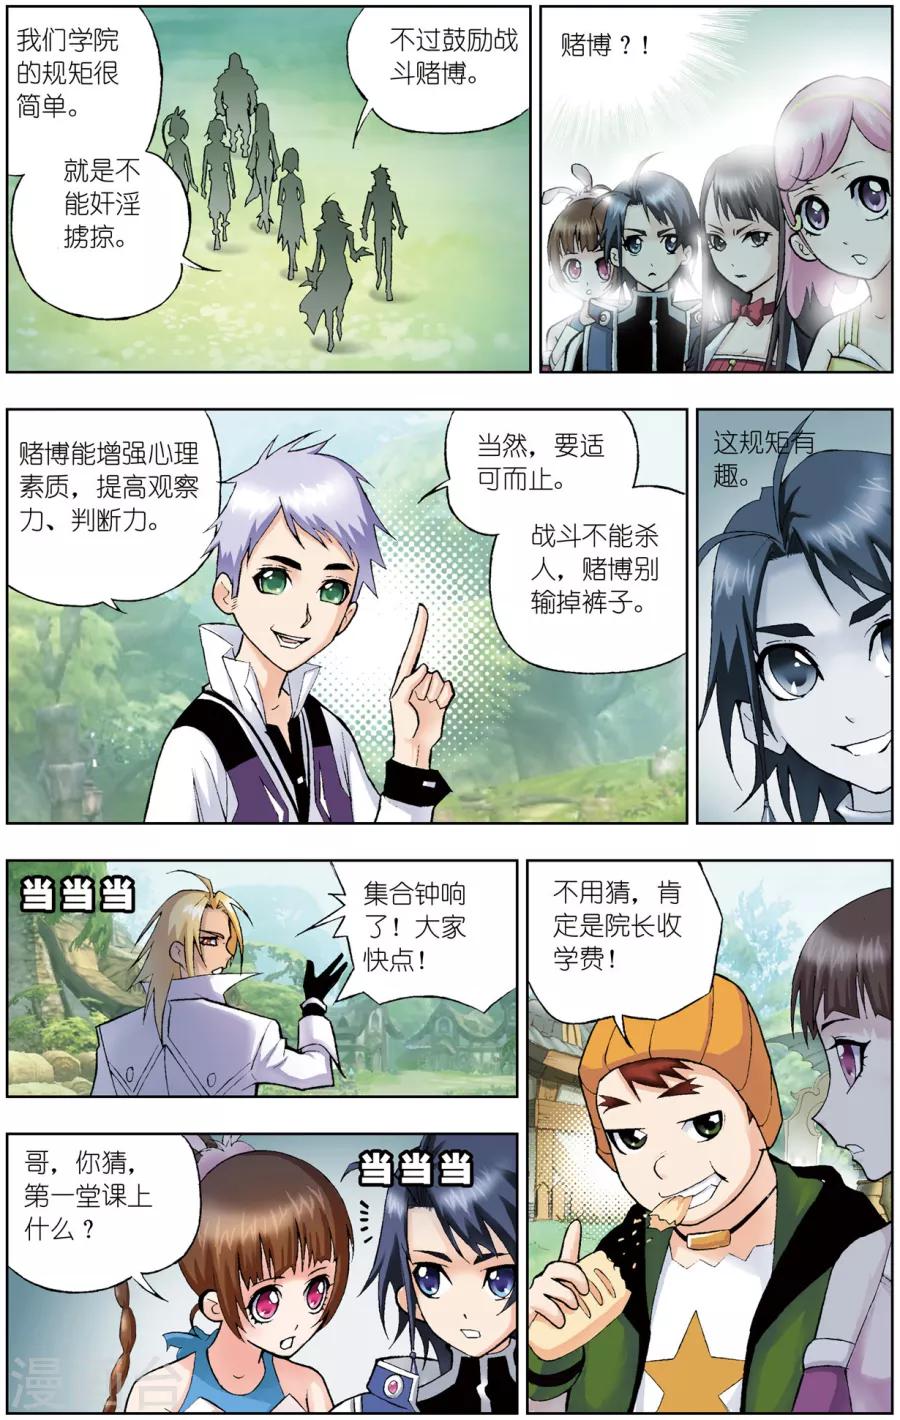 我们学院
的规矩很
简单。
就是不
能奸淫
掳掠。
不过鼓励战
斗赌博。
赌博？！
赌博能增强心理
素质，提高观察
力、判断力。
当然，要适
可而止。
战斗不能杀
人，赌博别
输掉裤子。
这规矩有
趣。
当当当
集合钟响
了！大家
快点！
哥，你猜，
第一堂课上
什么？
当当当
不用猜，肯
定是院长收
学费！
漫画台